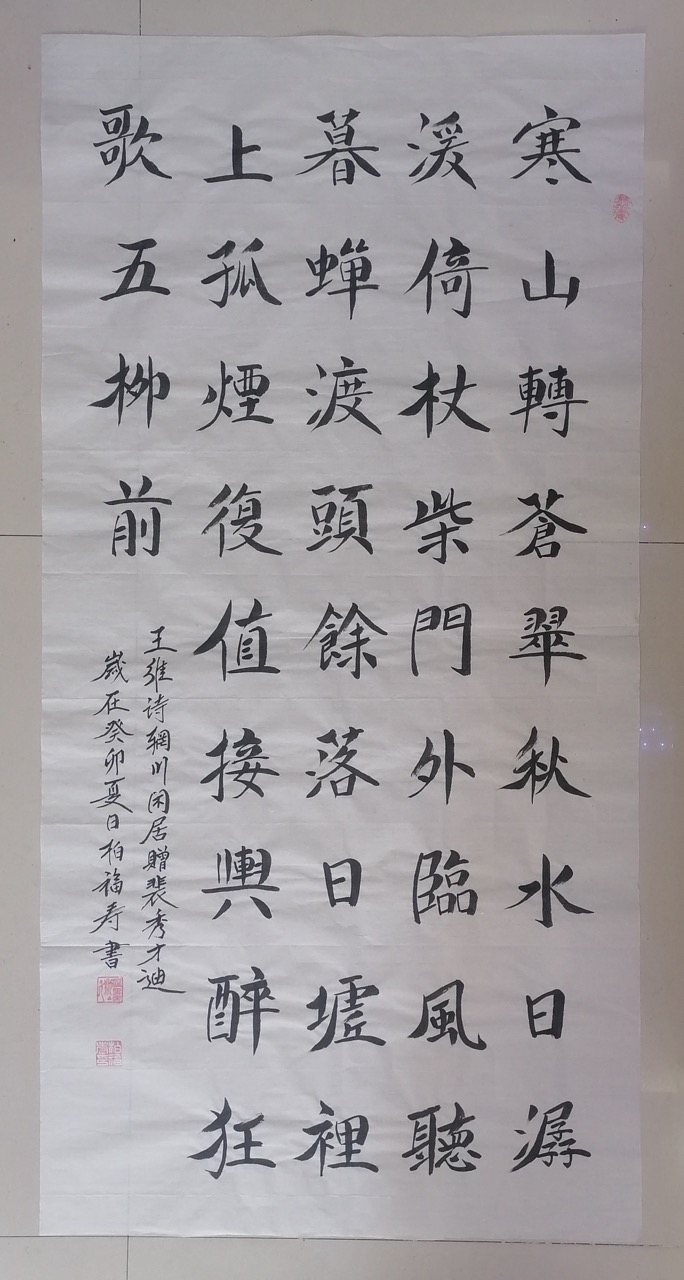 寒山轉蒼翠秋水日潺
湲倚杖柴門外臨風聽
暮蟬渡頭餘落日墟裡
上孤煙復值接輿醉狂
歌五柳前
王維诗輞川闲居贈裴秀才迪
歲在癸卯夏日柏福寿書